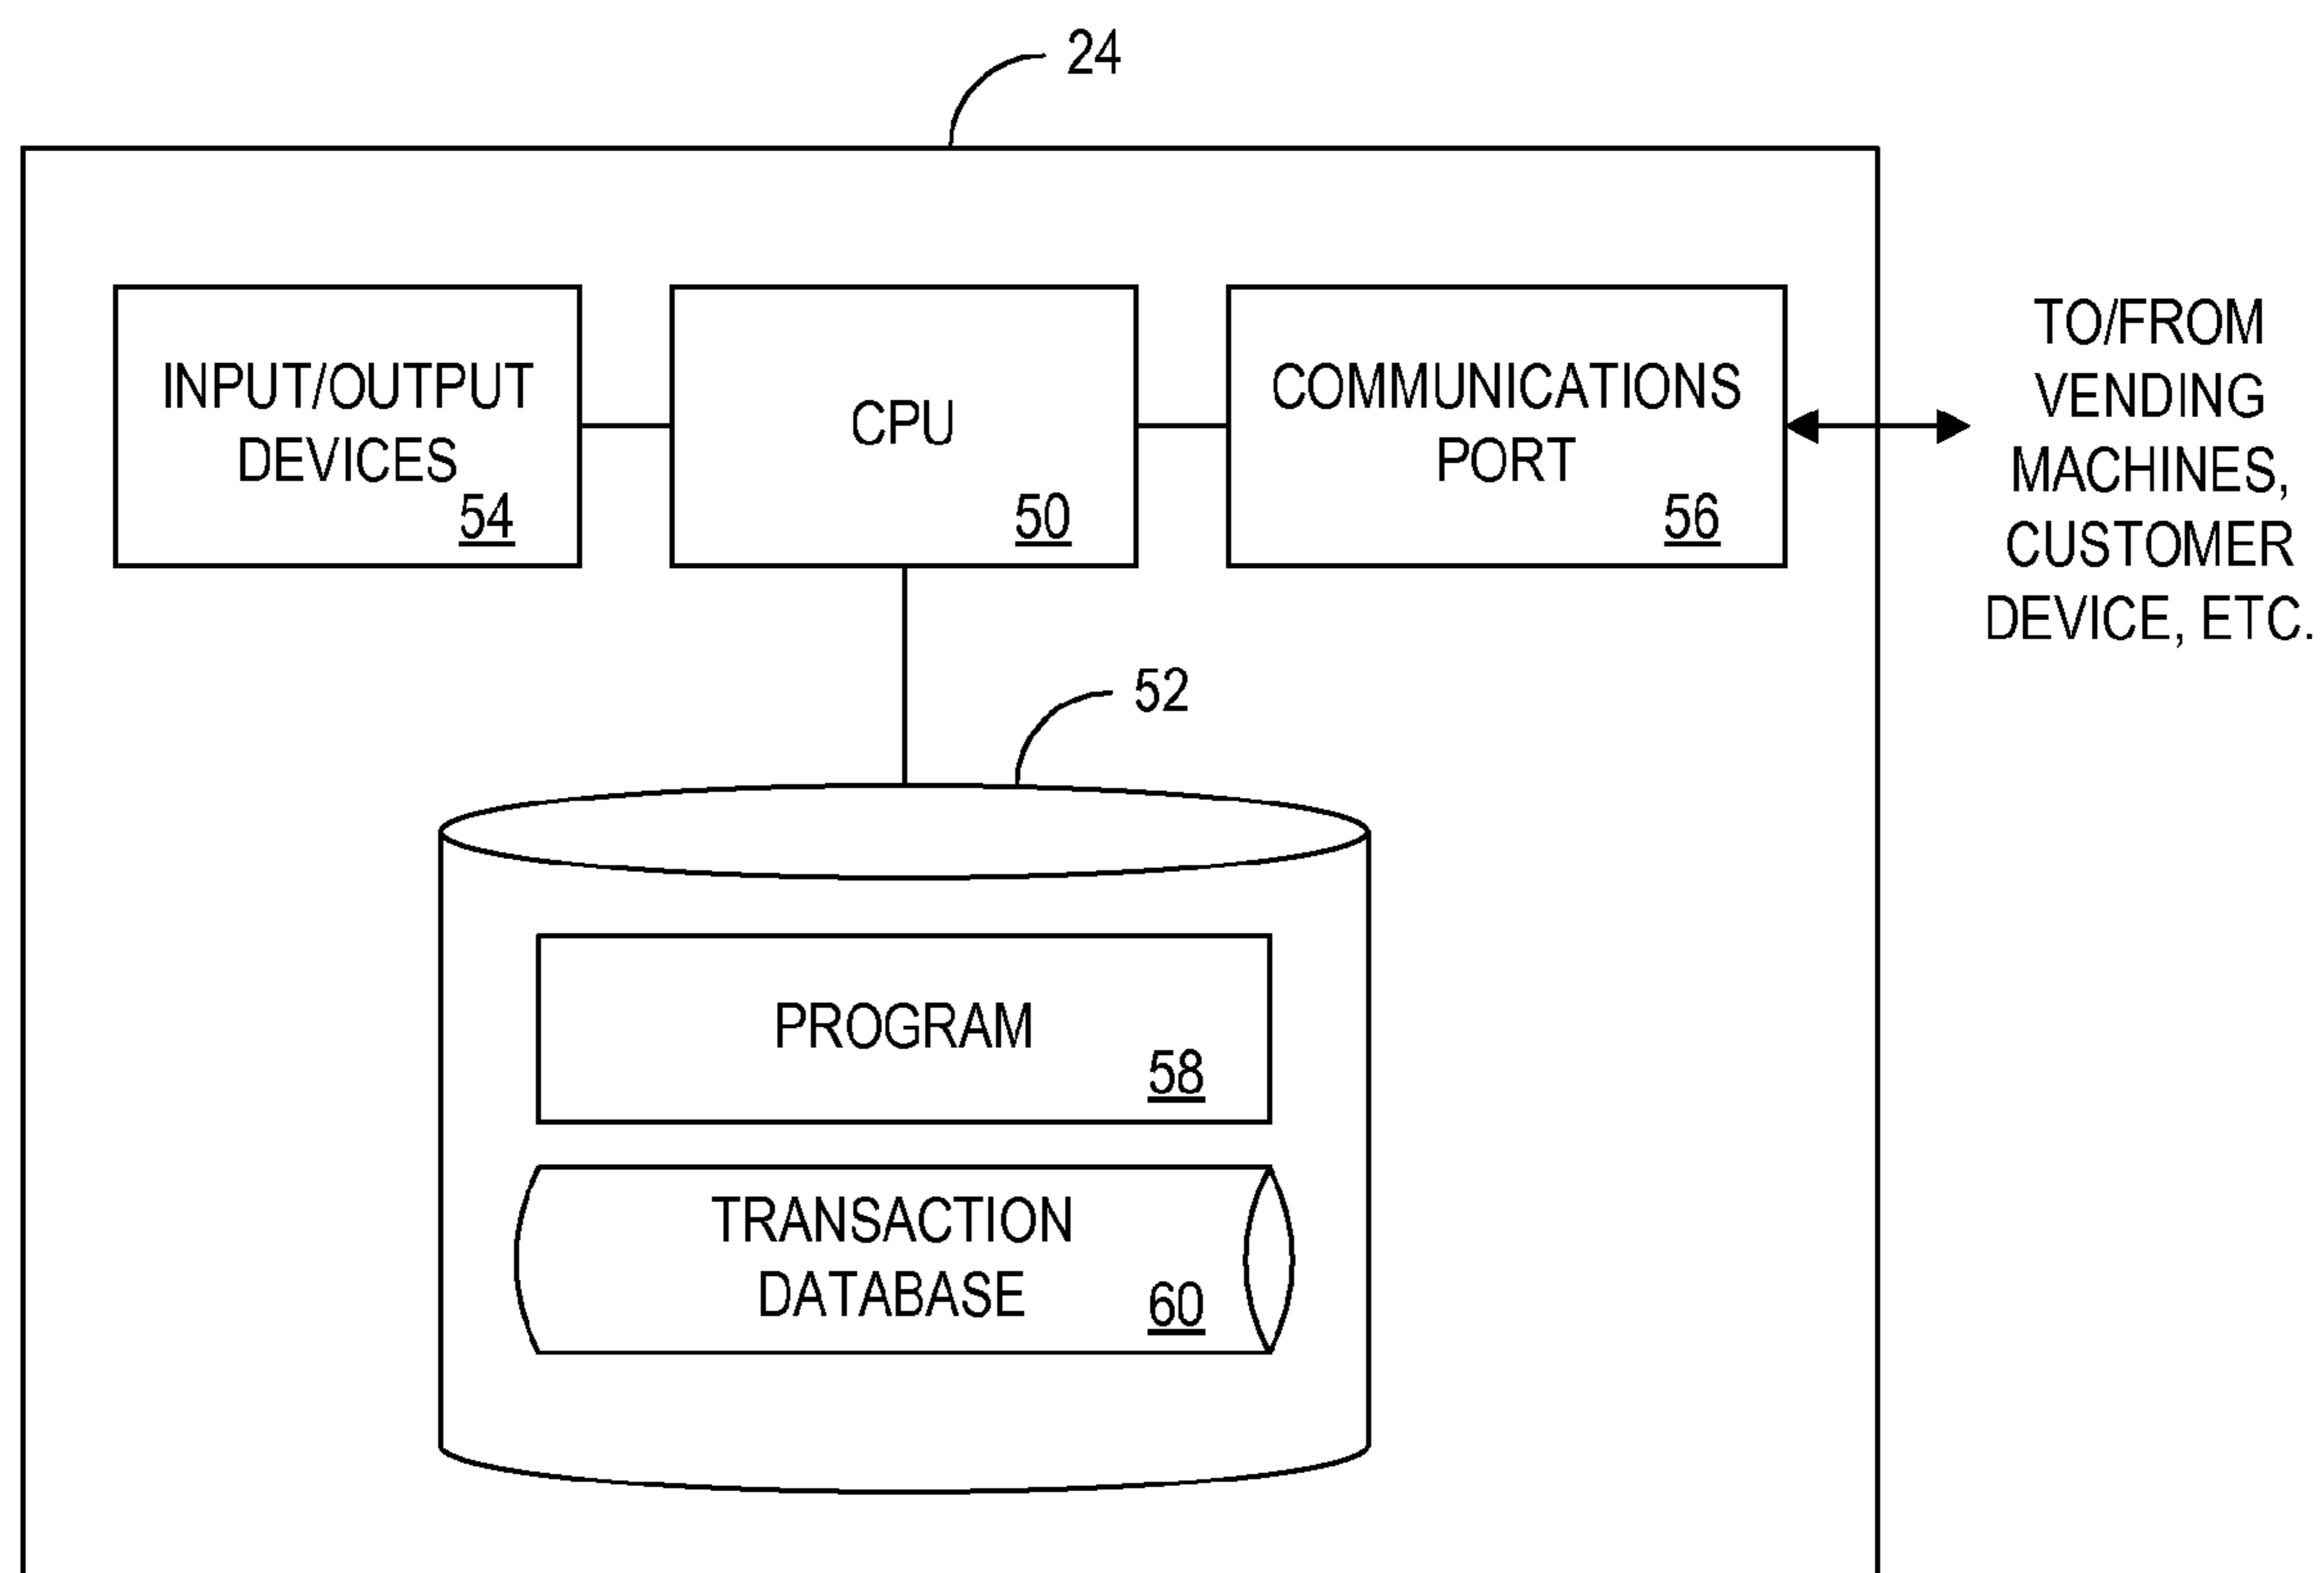 24
INPUT/OUTPUT
DEVICES
54
CPU
50
COMMUNICATIONS
PORT
56
TO/FROM
VENDING
MACHINES,
CUSTOMER
DEVICE, ETC.
52
PROGRAM
58
TRANSACTION
DATABASE
60